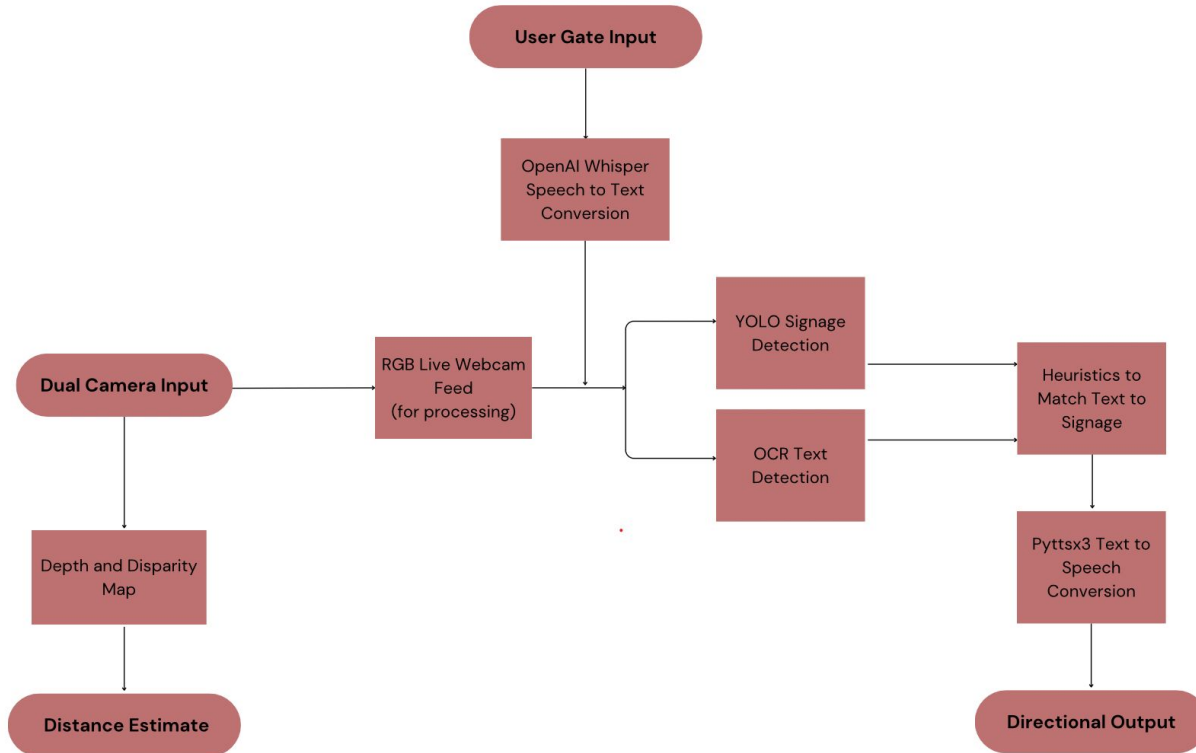 User Gate Input
OpenAI Whisper
Speech to Text
Conversion
YOLO Signage
Detection
RGB Live Webcam
Feed
(for processing)
Dual Camera Input
Heuristics to
Match Text to
Signage
OCR Text
Detection
Depth and Disparity
Map
Pyttsx3 Text to
Speech
Conversion
Distance Estimate
Directional Output